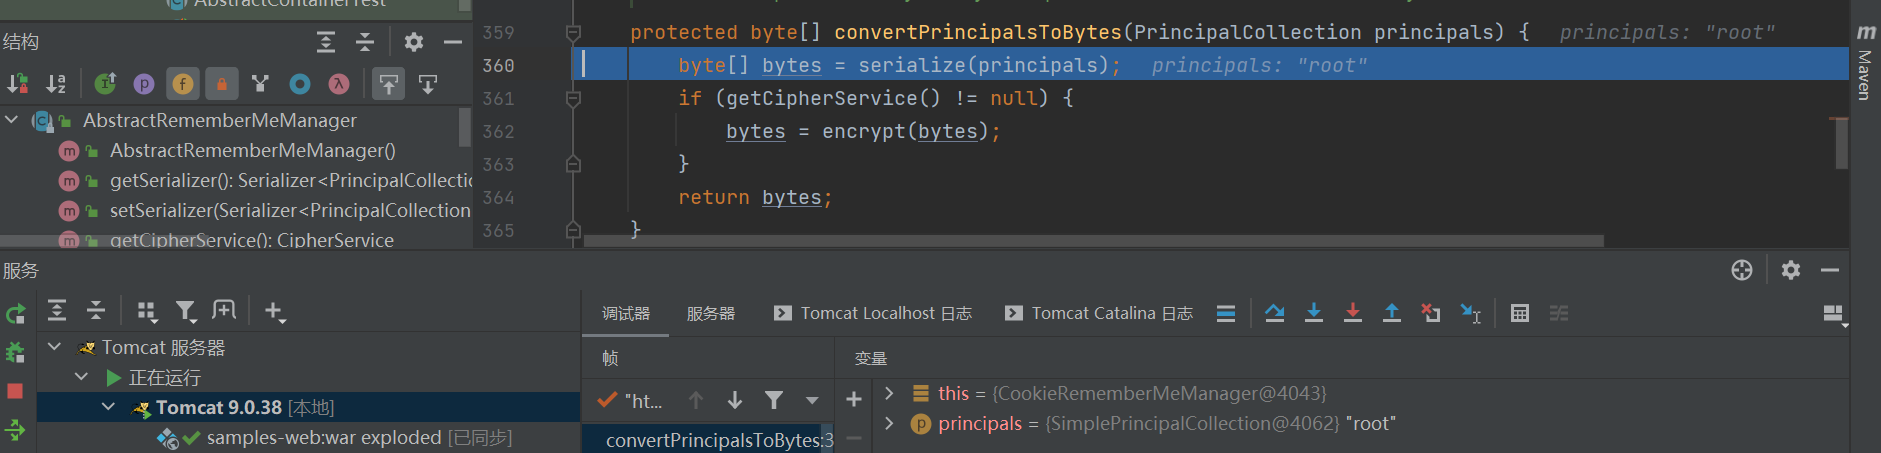 AbstractContainerTest
结构
AbstractRememberMeManager
AbstractRememberMeManager()
getSerializer(): Serializer<PrincipalCollectio
setSerializer(Serializer<PrincipalCollection
getCipherService(): CipherService
359 protected byte[] convertPrincipalsToBytes(PrincipalCollection principals) { principals: "root"
360 byte[] bytes = serialize(principals); principals: "root"
361 if (getCipherService() != null) {
362 bytes = encrypt(bytes);
363 }
364 return bytes;
365 }
Maven
服务
调试器 服务器 Tomcat Localhost 日志 Tomcat Catalina 日志
Tomcat 服务器
正在运行
Tomcat 9.0.38 [本地]
samples-web:war exploded [已同步]
帧
"ht...
convertPrincipalsToBytes:3
变量
this = {CookieRememberMeManager@4043}
principals = {SimplePrincipalCollection@4062} "root"